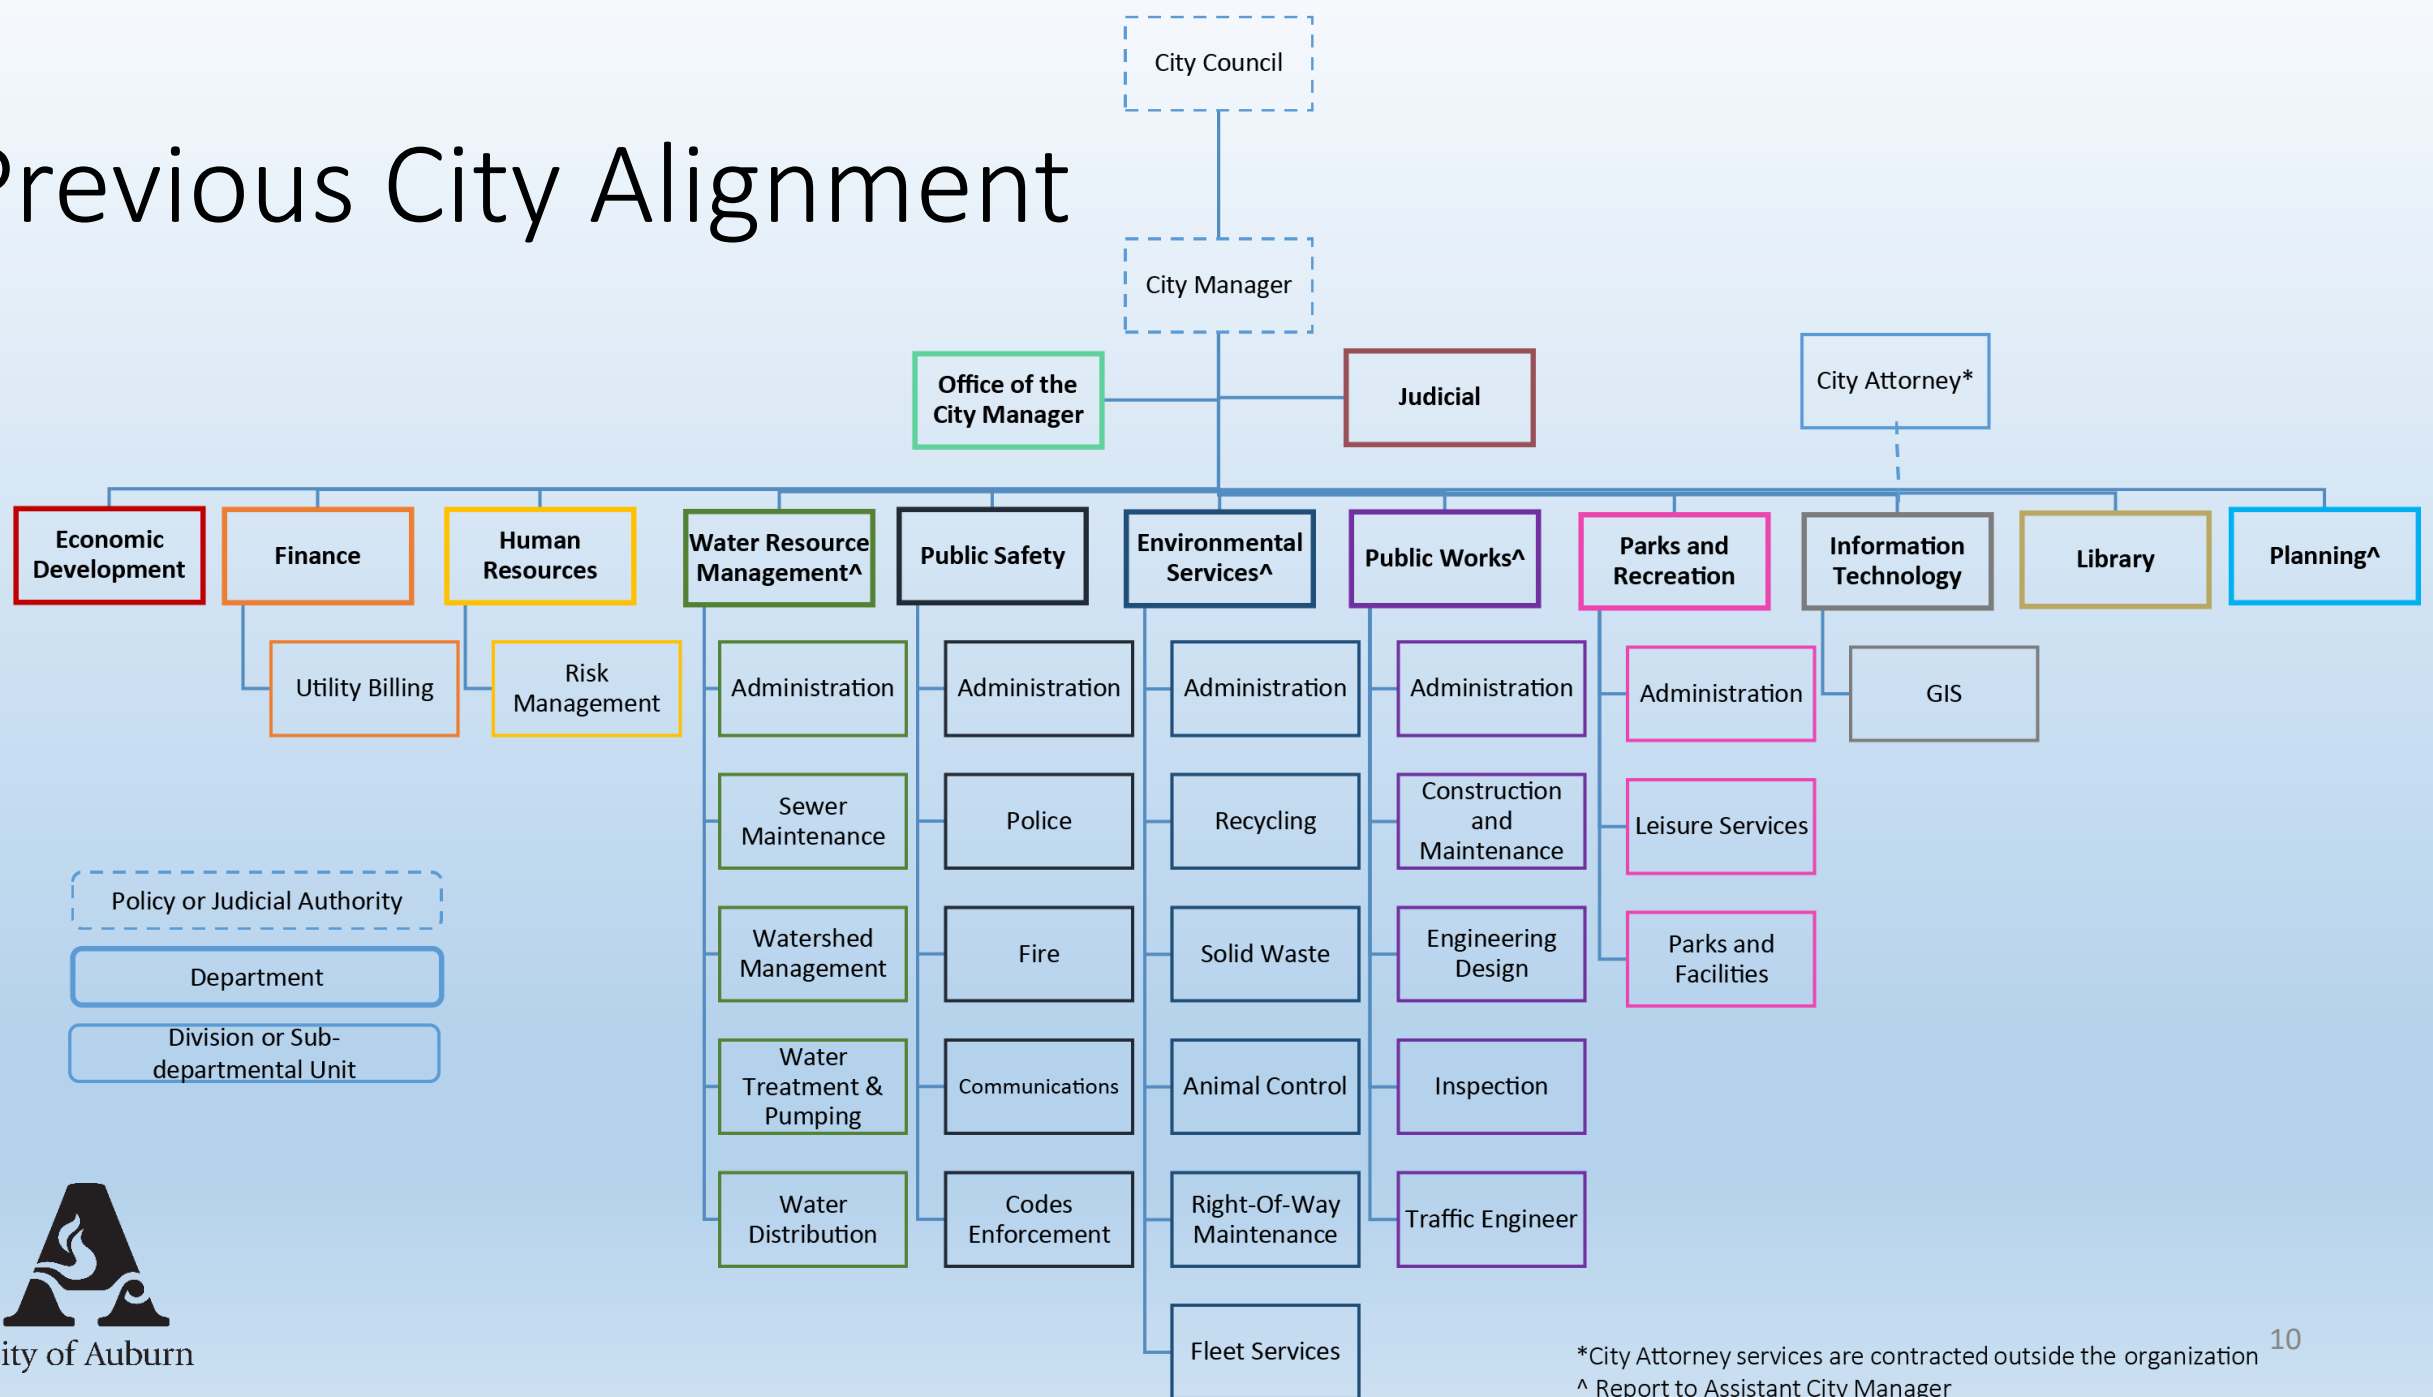 City Council
Previous City Alignment
City Manager
Office of the
City Manager
Judicial
City Attorney*
Economic
Development
Finance
Human
Resources
Water Resource
Management^
Public Safety
Environmental
Services^
Public Works^
Parks and
Recreation
Information
Technology
Library
Planning^
Utility Billing
Risk
Management
Administration
Administration
Administration
Administration
Administration
GIS
Sewer
Maintenance
Police
Recycling
Construction
and
Maintenance
Leisure Services
Policy or Judicial Authority
Department
Division or Sub-
departmental Unit
Watershed
Management
Fire
Solid Waste
Engineering
Design
Parks and
Facilities
Water
Treatment &
Pumping
Communications
Animal Control
Inspection
Water
Distribution
Codes
Enforcement
Right-Of-Way
Maintenance
Traffic Engineer
Fleet Services
ity of Auburn
*City Attorney services are contracted outside the organization
^ Report to Assistant City Manager
10